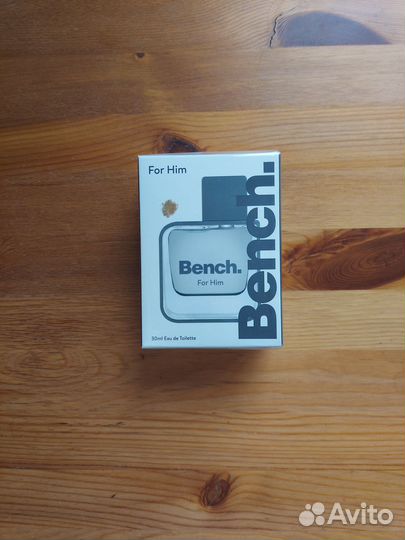 For Him
Bench.
Bench.
For Him
30ml Eau de Toilette
Avito